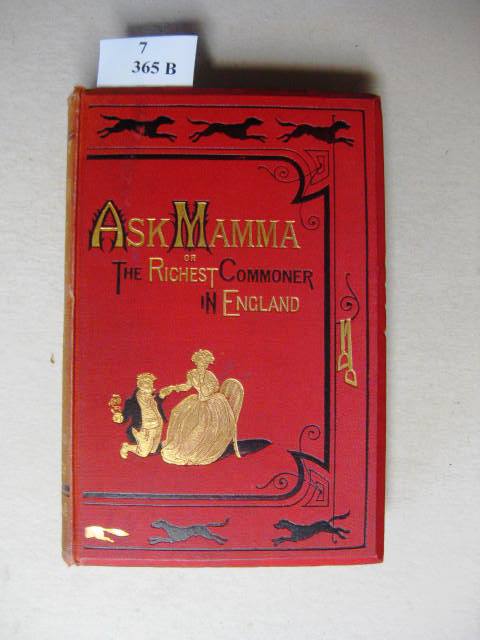 7
365 B
ASK MAMMA
OR
THE RICHEST COMMONER
IN ENGLAND